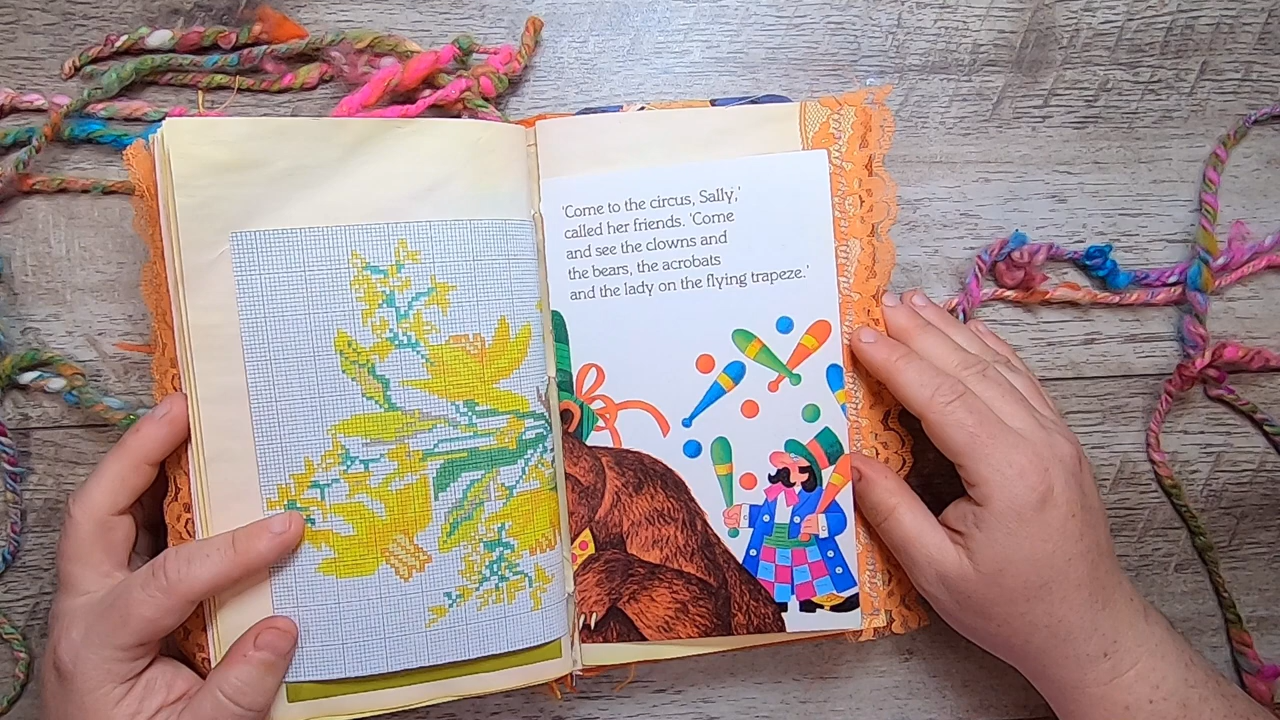 'Come to the circus, Sally,'
called her friends. 'Come
and see the clowns and
the bears, the acrobats
and the lady on the flying trapeze.'